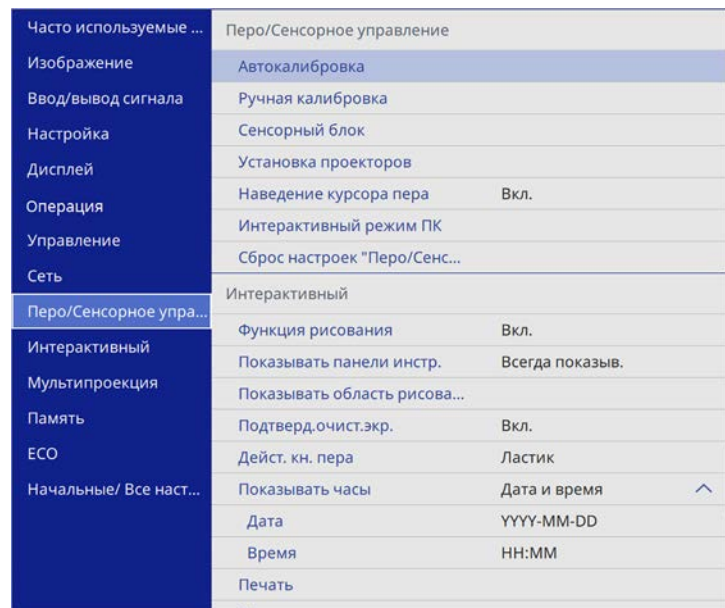 Часто используемые ...
Изображение
Ввод/вывод сигнала
Настройка
Дисплей
Операция
Управление
Сеть
Перо/Сенсорное упра...
Интерактивный
Мультипроекция
Память
ECO
Начальные/ Все наст...
Перо/Сенсорное управление
Автокалибровка
Ручная калибровка
Сенсорный блок
Установка проекторов
Наведение курсора пера Вкл.
Интерактивный режим ПК
Сброс настроек "Перо/Сенс...
Интерактивный
Функция рисования Вкл.
Показывать панели инстр. Всегда показыв.
Показывать область рисова...
Подтверд.очист.экр. Вкл.
Дейст. кн. пера Ластик
Показывать часы Дата и время
Дата YYYY-MM-DD
Время HH:MM
Печать